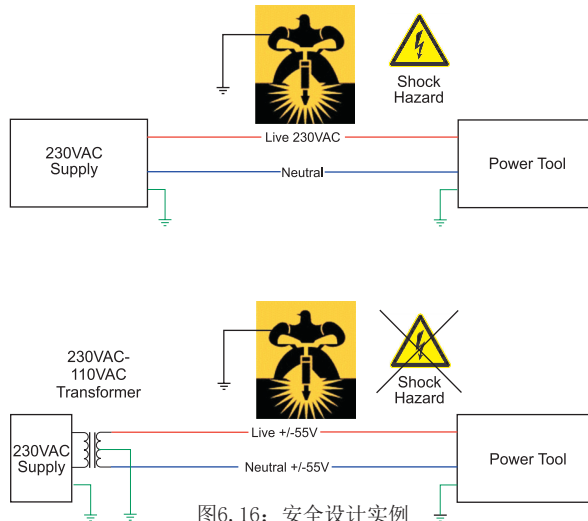 Shock
Hazard
Live 230VAC
230VAC
Supply
Neutral
Power Tool
230VAC-
110VAC
Transformer
Shock
Hazard
Live +/-55V
230VAC
Supply
Neutral +/-55V
Power Tool
图6.16：安全设计实例